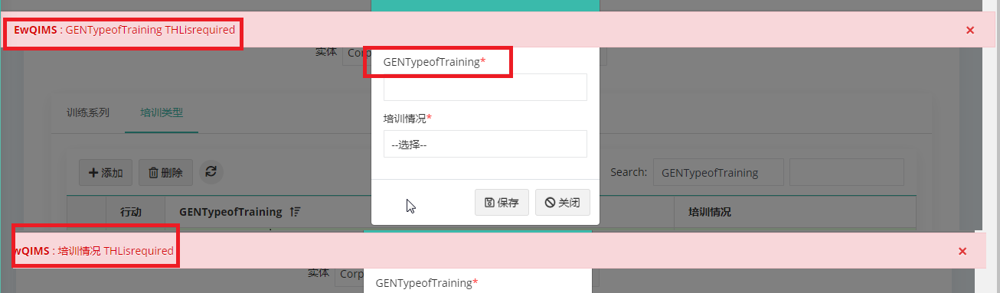 EwQIMS : GENTypeofTraining THLisrequired ×
实体 Corp
GENTypeofTraining*
训练系列 培训类型
培训情况*
--选择--
添加 删除 Search: GENTypeofTraining
保存 关闭
行动 GENTypeofTraining 培训情况
wQIMS : 培训情况 THLisrequired ×
实体 Corp
GENTypeofTraining*